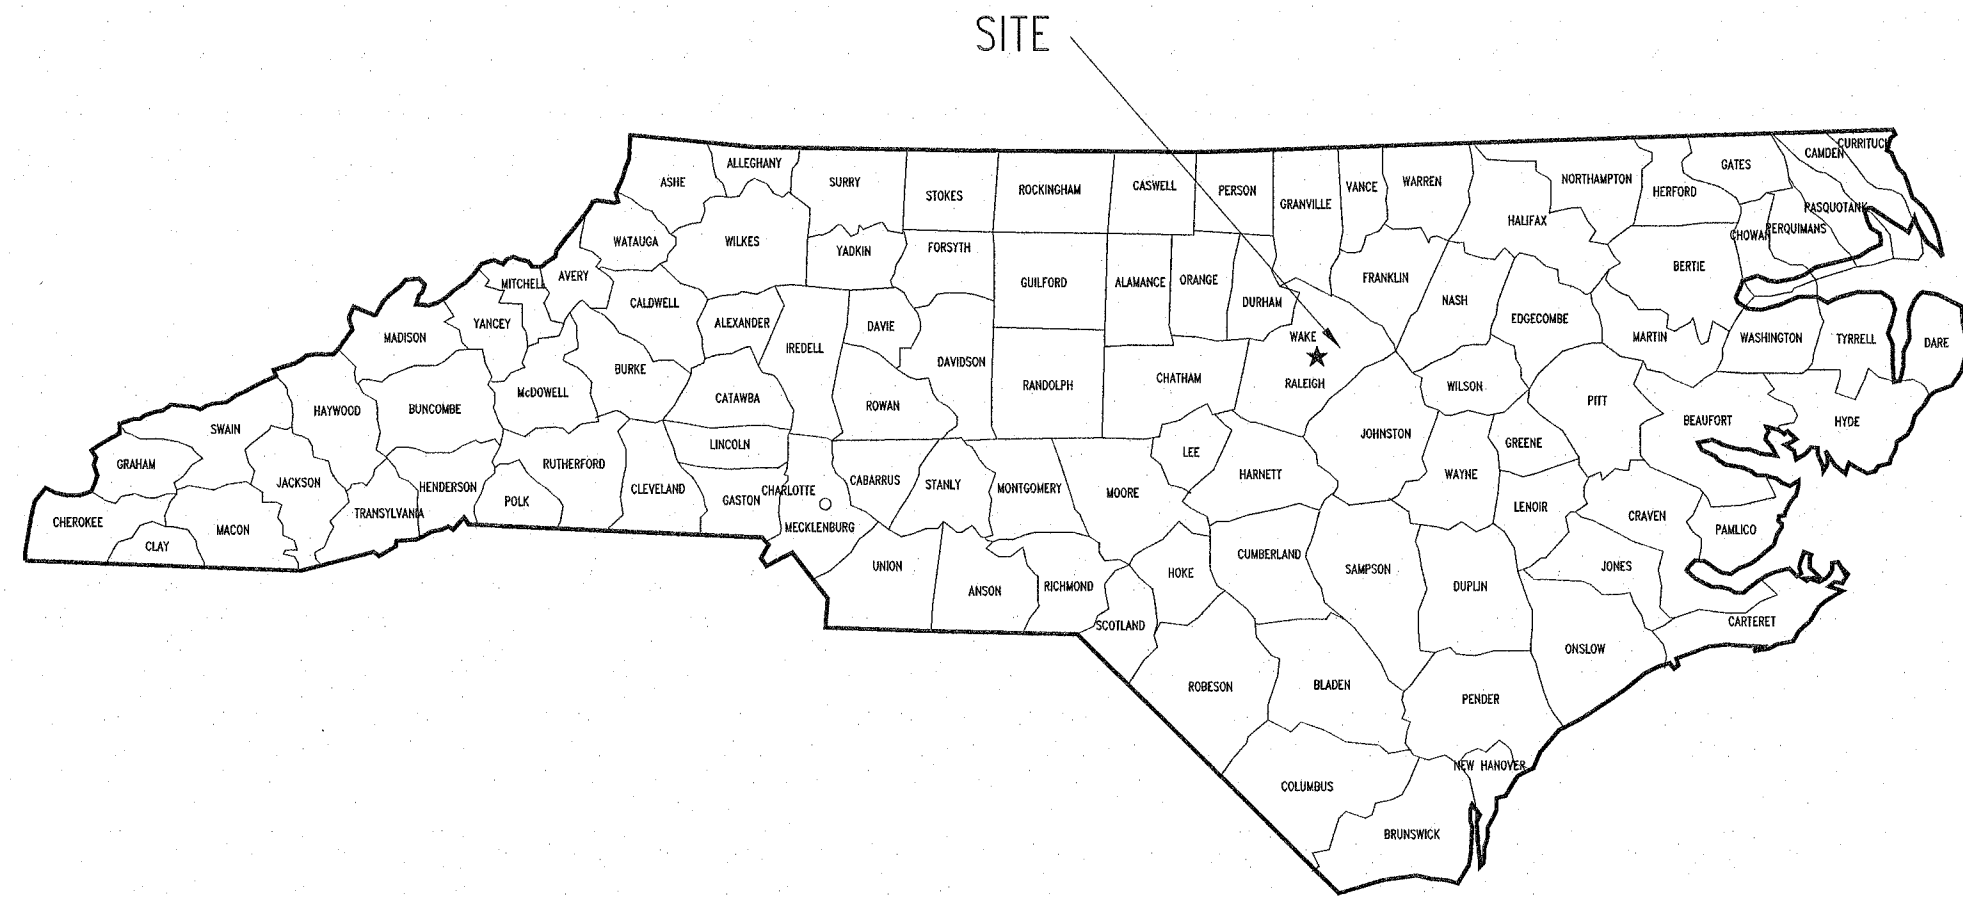 SITE
ALLEGHANY
ASHE
SURRY
STOKES
ROCKINGHAM
CASWELL
PERSON
GRANVILLE
VANCE
WARREN
NORTHAMPTON
HERFORD
GATES
CAMDEN
CURRITUCK
HALIFAX
PASQUOTANK
PERQUIMANS
CHOWAN
WATAUGA
WILKES
YADKIN
FORSYTH
MITCHELL
AVERY
CALDWELL
ALEXANDER
GUILFORD
ALAMANCE
ORANGE
DURHAM
FRANKLIN
NASH
EDGECOMBE
BERTIE
MADISON
YANCEY
IREDELL
DAVIE
WAKE
MARTIN
WASHINGTON
TYRRELL
DARE
BURKE
DAVIDSON
RANDOLPH
CHATHAM
RALEIGH
WILSON
McDOWELL
CATAWBA
ROWAN
PITT
HAYWOOD
BUNCOMBE
SWAIN
LINCOLN
JOHNSTON
GREENE
BEAUFORT
HYDE
GRAHAM
JACKSON
HENDERSON
RUTHERFORD
CLEVELAND
GASTON
CHARLOTTE
CABARRUS
STANLY
MONTGOMERY
MOORE
LEE
HARNETT
WAYNE
LENOIR
CRAVEN
PAMLICO
CHEROKEE
CLAY
MACON
TRANSYLVANIA
POLK
MECKLENBURG
UNION
ANSON
RICHMOND
HOKE
CUMBERLAND
SAMPSON
DUPLIN
JONES
SCOTLAND
CARTERET
ONSLOW
ROBESON
BLADEN
PENDER
NEW HANOVER
COLUMBUS
BRUNSWICK